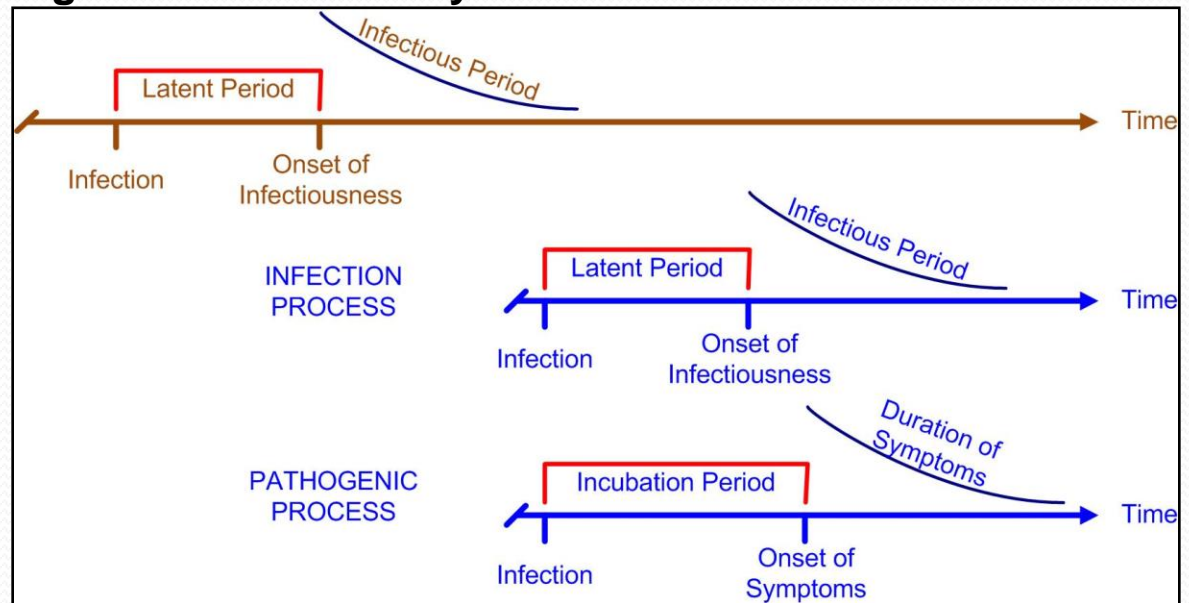 Infectious Period
Latent Period
Time
Infection
Onset of
Infectiousness
Infectious Period
Latent Period
INFECTION
PROCESS
Time
Infection
Onset of
Infectiousness
Duration of
Symptoms
Incubation Period
PATHOGENIC
PROCESS
Time
Infection
Onset of
Symptoms